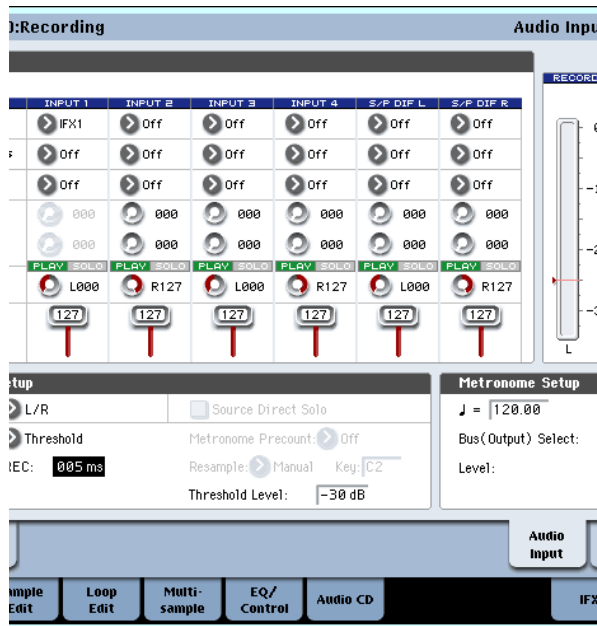 ):Recording Audio Inpu
RECORD
INPUT 1 INPUT 2 INPUT 3 INPUT 4 S/P DIF L S/P DIF R
IFX1 Off Off Off Off Off
Off Off Off Off Off Off
Off Off Off Off Off Off
000 000 000 000 000 000
000 000 000 000 000 000
PLAY SOLO PLAY SOLO PLAY SOLO PLAY SOLO PLAY SOLO PLAY SOLO
L000 R127 L000 R127 L000 R127
127 127 127 127 127 127
L
etup Metronome Setup
L/R Source Direct Solo ♩ = 120.00
Threshold Metronome Precount: Off Bus(Output) Select:
REC: 005 ms Resample: Manual Key: C2 Level:
Threshold Level: -30 dB
Audio
Input
ample Loop Multi- EQ/ Audio CD IFX
Edit Edit sample Control